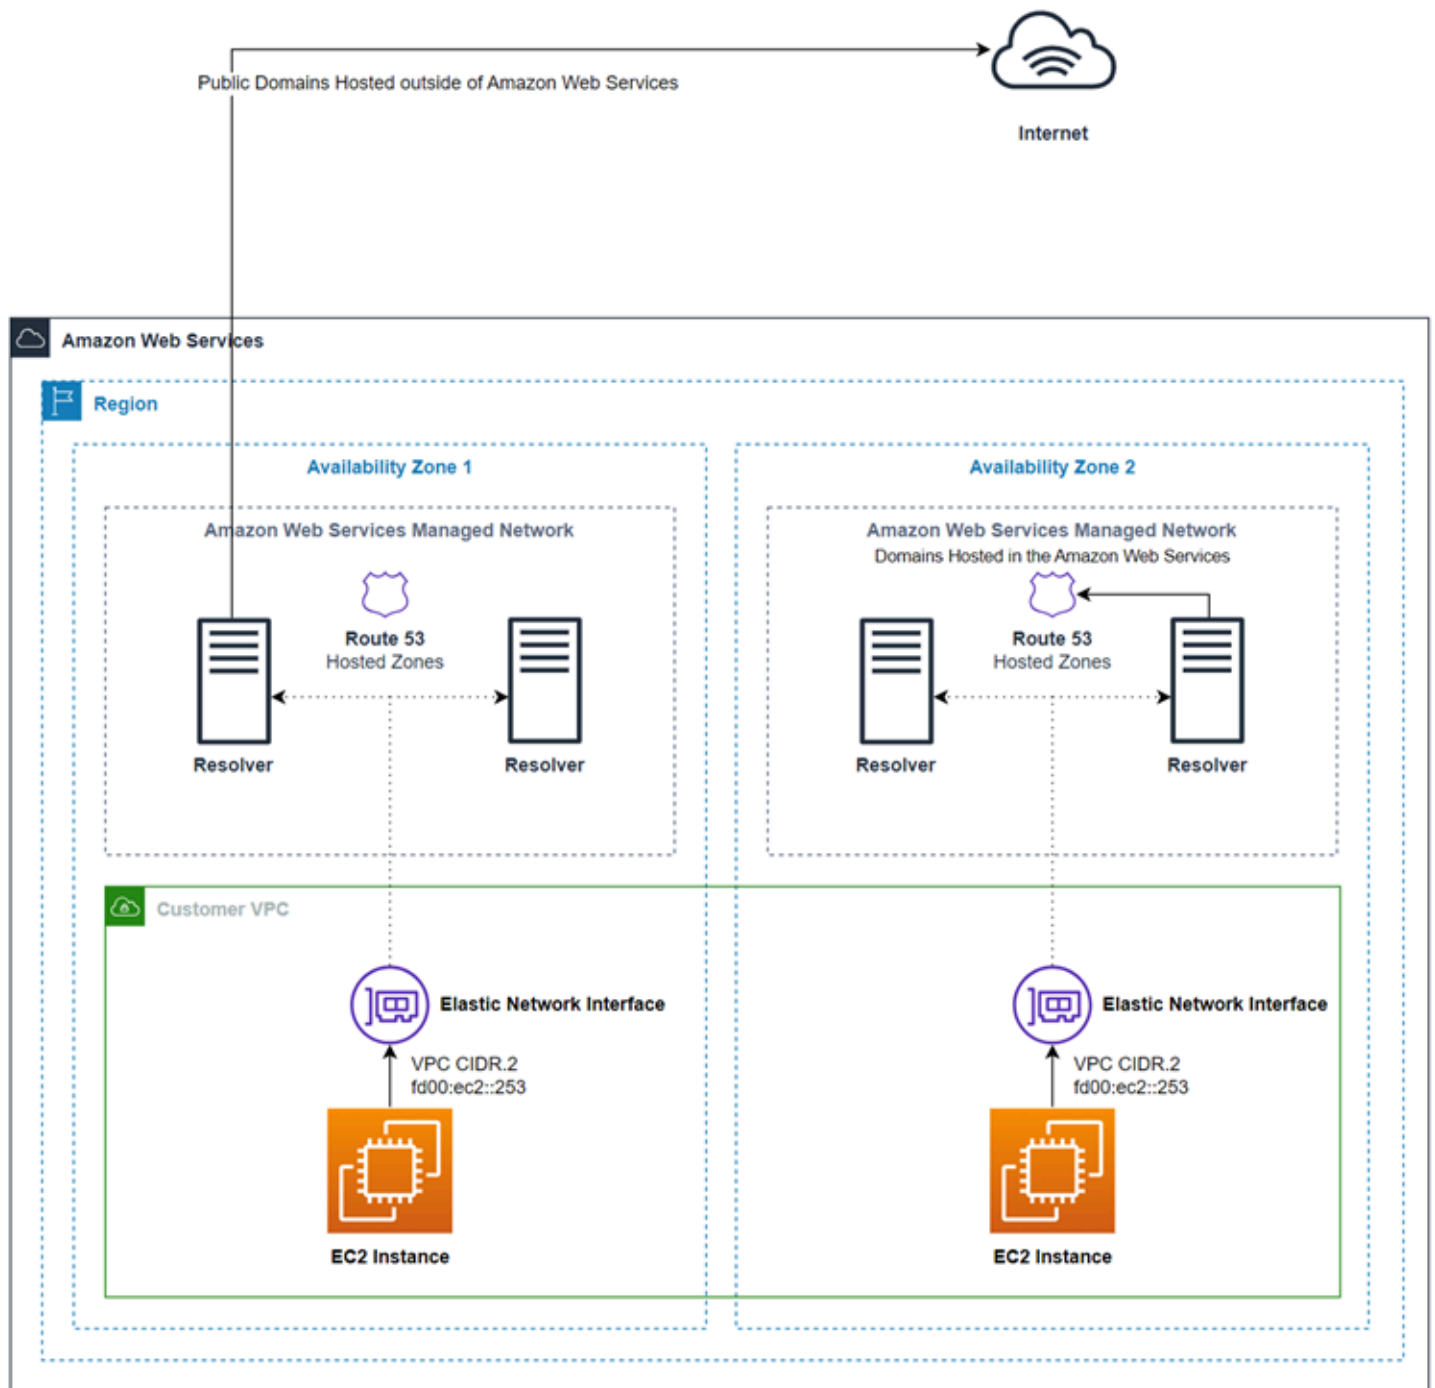 Public Domains Hosted outside of Amazon Web Services
Internet
Amazon Web Services
Region
Availability Zone 1
Amazon Web Services Managed Network
Route 53
Hosted Zones
Resolver
Resolver
Availability Zone 2
Amazon Web Services Managed Network
Domains Hosted in the Amazon Web Services
Route 53
Hosted Zones
Resolver
Resolver
Customer VPC
Elastic Network Interface
VPC CIDR.2
fd00:ec2::253
EC2 Instance
Elastic Network Interface
VPC CIDR.2
fd00:ec2::253
EC2 Instance